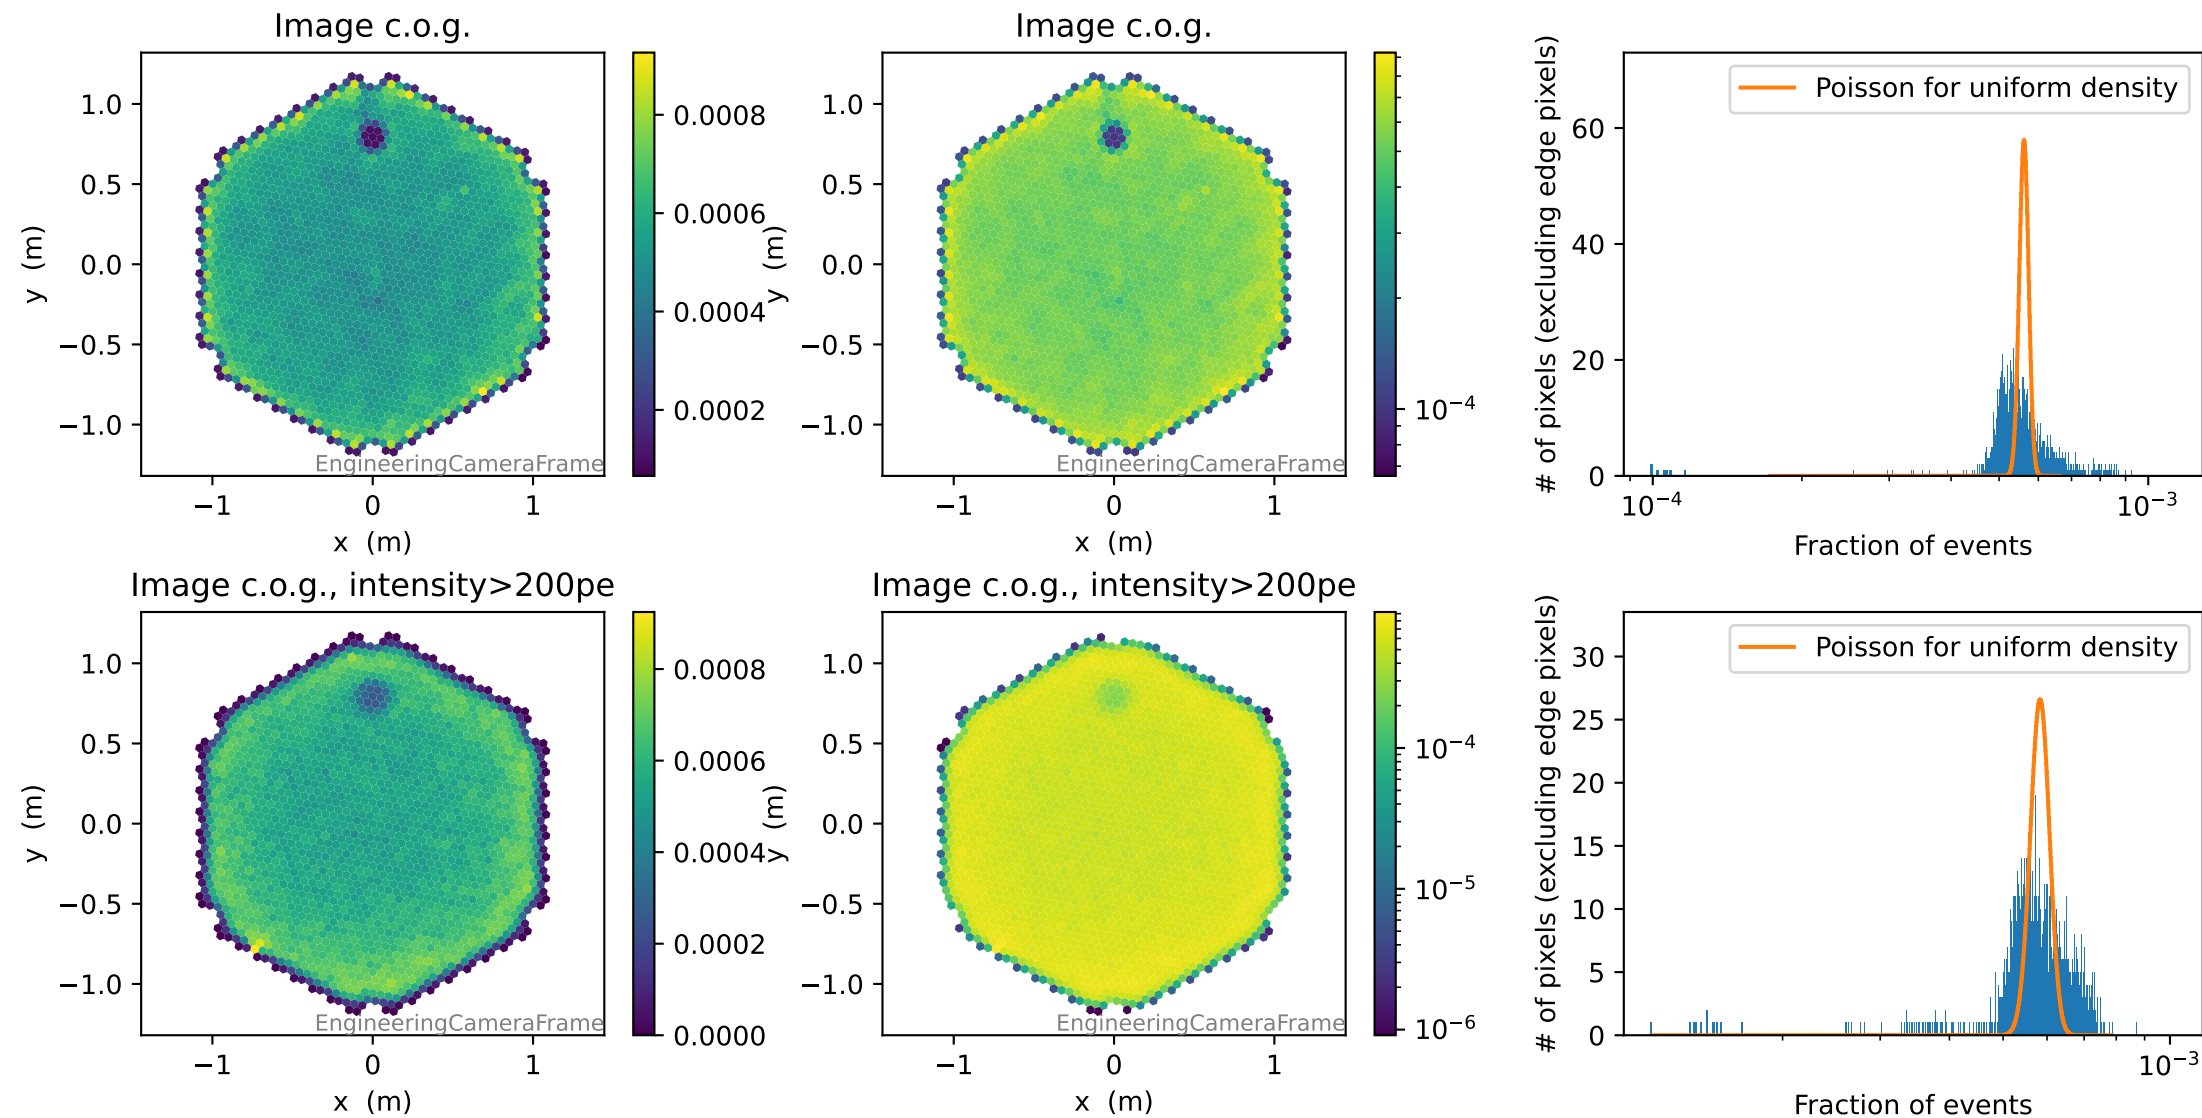 Image c.o.g.
1.0
0.5
0.0
−0.5
−1.0
y (m)
−1
0
1
x (m)
EngineeringCameraFrame
0.0008
0.0006
0.0004
0.0002
Image c.o.g.
1.0
0.5
0.0
−0.5
−1.0
y (m)
−1
0
1
x (m)
EngineeringCameraFrame
10⁻⁴
# of pixels (excluding edge pixels)
60
40
20
0
Poisson for uniform density
10⁻⁴
10⁻³
Fraction of events
Image c.o.g., intensity>200pe
1.0
0.5
0.0
−0.5
−1.0
y (m)
−1
0
1
x (m)
EngineeringCameraFrame
0.0008
0.0006
0.0004
0.0002
0.0000
Image c.o.g., intensity>200pe
1.0
0.5
0.0
−0.5
−1.0
y (m)
−1
0
1
x (m)
EngineeringCameraFrame
10⁻⁴
10⁻⁵
10⁻⁶
# of pixels (excluding edge pixels)
30
25
20
15
10
5
0
Poisson for uniform density
10⁻³
Fraction of events